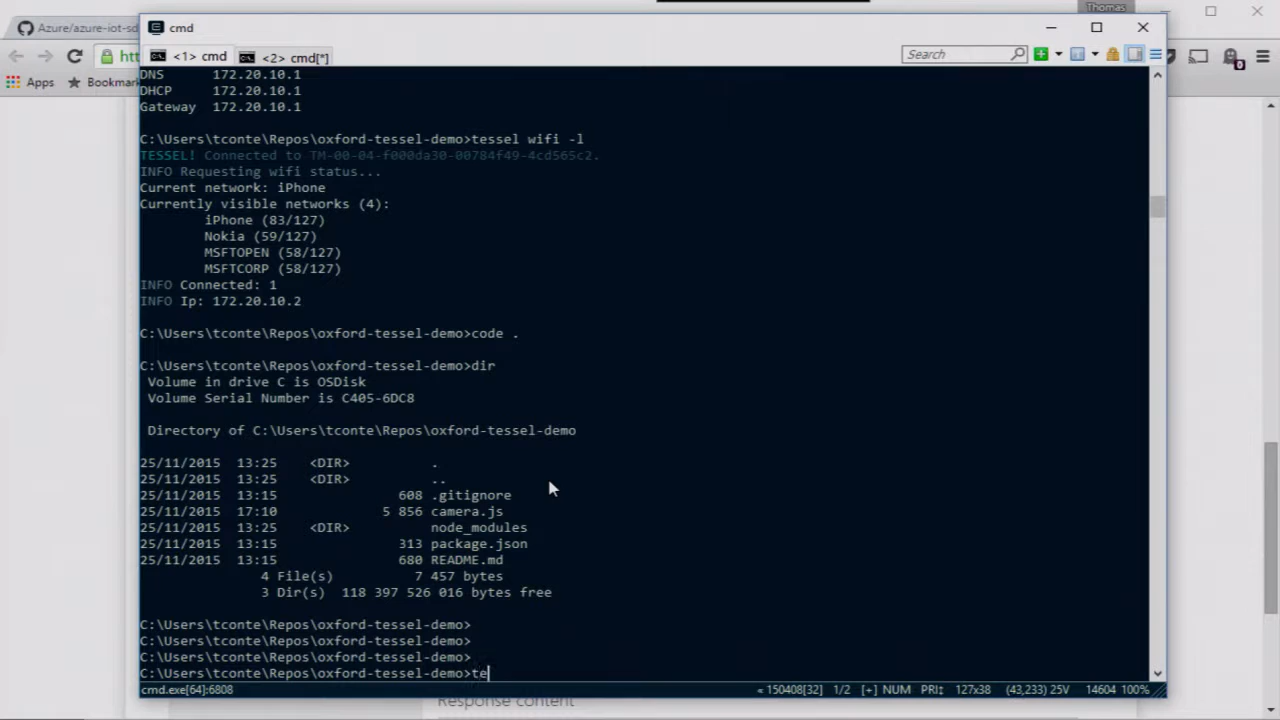 Thomas
Azure/azure-iot-sd
cmd
<1> cmd
<2> cmd[*]
Search
htt
Apps
Bookmar
0
DNS 172.20.10.1
DHCP 172.20.10.1
Gateway 172.20.10.1
C:\Users\tconte\Repos\oxford-tessel-demo>tessel wifi -l
TESSEL! Connected to TM-00-04-f000da30-00784f49-4cd565c2.
INFO Requesting wifi status...
Current network: iPhone
Currently visible networks (4):
iPhone (83/127)
Nokia (59/127)
MSFTOPEN (58/127)
MSFTCORP (58/127)
INFO Connected: 1
INFO Ip: 172.20.10.2
C:\Users\tconte\Repos\oxford-tessel-demo>code .
C:\Users\tconte\Repos\oxford-tessel-demo>dir
Volume in drive C is OSDisk
Volume Serial Number is C405-6DC8
Directory of C:\Users\tconte\Repos\oxford-tessel-demo
25/11/2015 13:25 <DIR> .
25/11/2015 13:25 <DIR> ..
25/11/2015 13:15 608 .gitignore
25/11/2015 17:10 5 856 camera.js
25/11/2015 13:25 <DIR> node_modules
25/11/2015 13:15 313 package.json
25/11/2015 13:15 680 README.md
4 File(s) 7 457 bytes
3 Dir(s) 118 397 526 016 bytes free
C:\Users\tconte\Repos\oxford-tessel-demo>
C:\Users\tconte\Repos\oxford-tessel-demo>
C:\Users\tconte\Repos\oxford-tessel-demo>
C:\Users\tconte\Repos\oxford-tessel-demo>te
cmd.exe[64]:6808 « 150408[32] 1/2 [+] NUM PRI↕ 127x38 (43,233) 25V 14604 100%
Response content